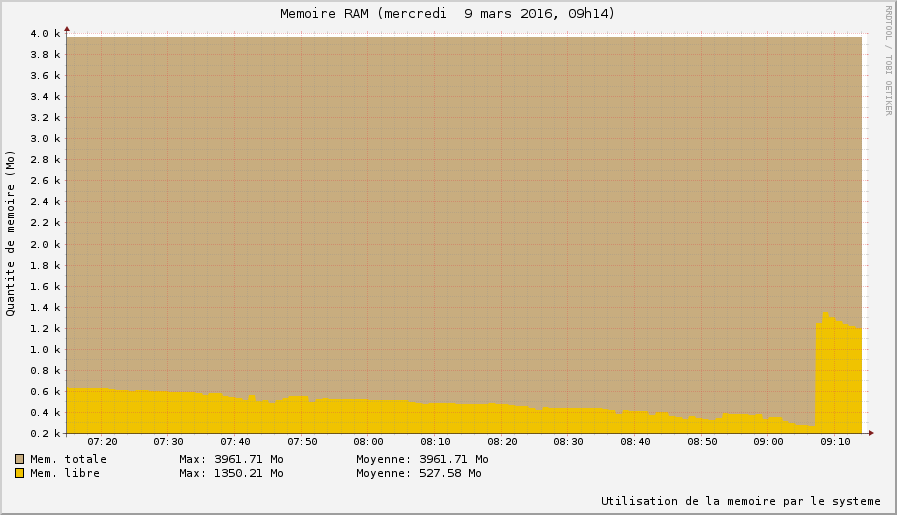 Memoire RAM (mercredi  9 mars 2016, 09h14)
RRDTOOL / TOBI OETIKER
Quantite de memoire (Mo)
4.0 k
3.8 k
3.6 k
3.4 k
3.2 k
3.0 k
2.8 k
2.6 k
2.4 k
2.2 k
2.0 k
1.8 k
1.6 k
1.4 k
1.2 k
1.0 k
0.8 k
0.6 k
0.4 k
0.2 k
07:20 07:30 07:40 07:50 08:00 08:10 08:20 08:30 08:40 08:50 09:00 09:10
Mem. totale Max: 3961.71 Mo Moyenne: 3961.71 Mo
Mem. libre Max: 1350.21 Mo Moyenne: 527.58 Mo
Utilisation de la memoire par le systeme